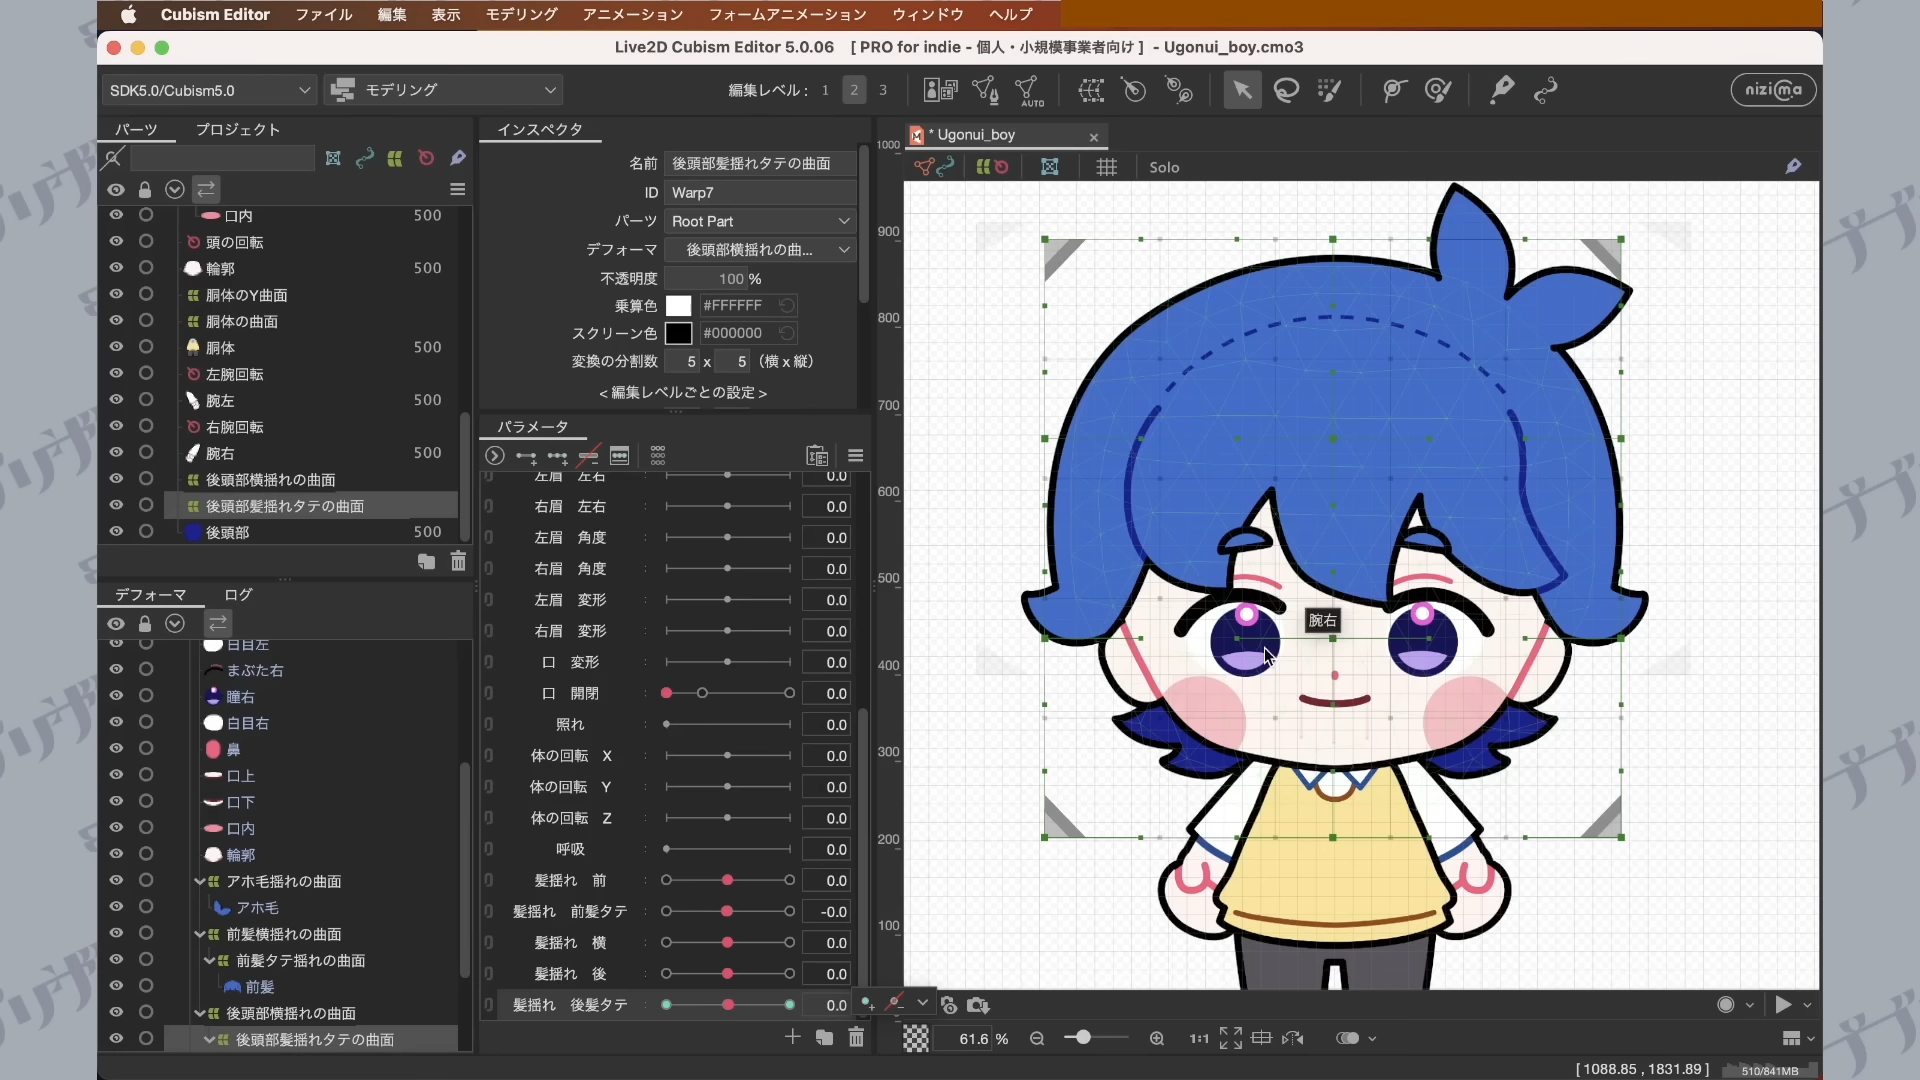 Cubism Editor ファイル 編集 表示 モデリング アニメーション フォームアニメーション ウィンドウ ヘルプ
Live2D Cubism Editor 5.0.06 [ PRO for indie - 個人・小規模事業者向け ] - Ugonui_boy.cmo3
SDK5.0/Cubism5.0
モデリング
編集レベル : 1 2 3
AUTO
nizima
パーツ プロジェクト
口内 500
頭の回転
輪郭 500
胴体のY曲面
胴体の曲面
胴体 500
左腕回転
腕左 500
右腕回転
腕右 500
後頭部横揺れの曲面
後頭部髪揺れタテの曲面
後頭部 500
デフォーマ ログ
白目左
まぶた右
瞳右
白目右
鼻
口上
口下
口内
輪郭
アホ毛揺れの曲面
アホ毛
前髪横揺れの曲面
前髪タテ揺れの曲面
前髪
後頭部横揺れの曲面
後頭部髪揺れタテの曲面
インスペクタ
名前 後頭部髪揺れタテの曲面
ID Warp7
パーツ Root Part
デフォーマ 後頭部横揺れの曲...
不透明度 100 %
乗算色 #FFFFFF
スクリーン色 #000000
変換の分割数 5 x 5 (横 x 縦)
< 編集レベルごとの設定 >
パラメータ
左眉 左右 0.0
右眉 左右 0.0
左眉 角度 0.0
右眉 角度 0.0
左眉 変形 0.0
右眉 変形 0.0
口 変形 0.0
口 開閉 0.0
照れ 0.0
体の回転 X 0.0
体の回転 Y 0.0
体の回転 Z 0.0
呼吸 0.0
髪揺れ 前 0.0
髪揺れ 前髪タテ -0.0
髪揺れ 横 0.0
髪揺れ 後 0.0
髪揺れ 後髪タテ 0.0
* Ugonui_boy
Solo
1000
900
800
700
600
500
400
300
200
100
腕右
61.6 %
1:1
[ 1088.85 , 1831.89 ]
510/841MB